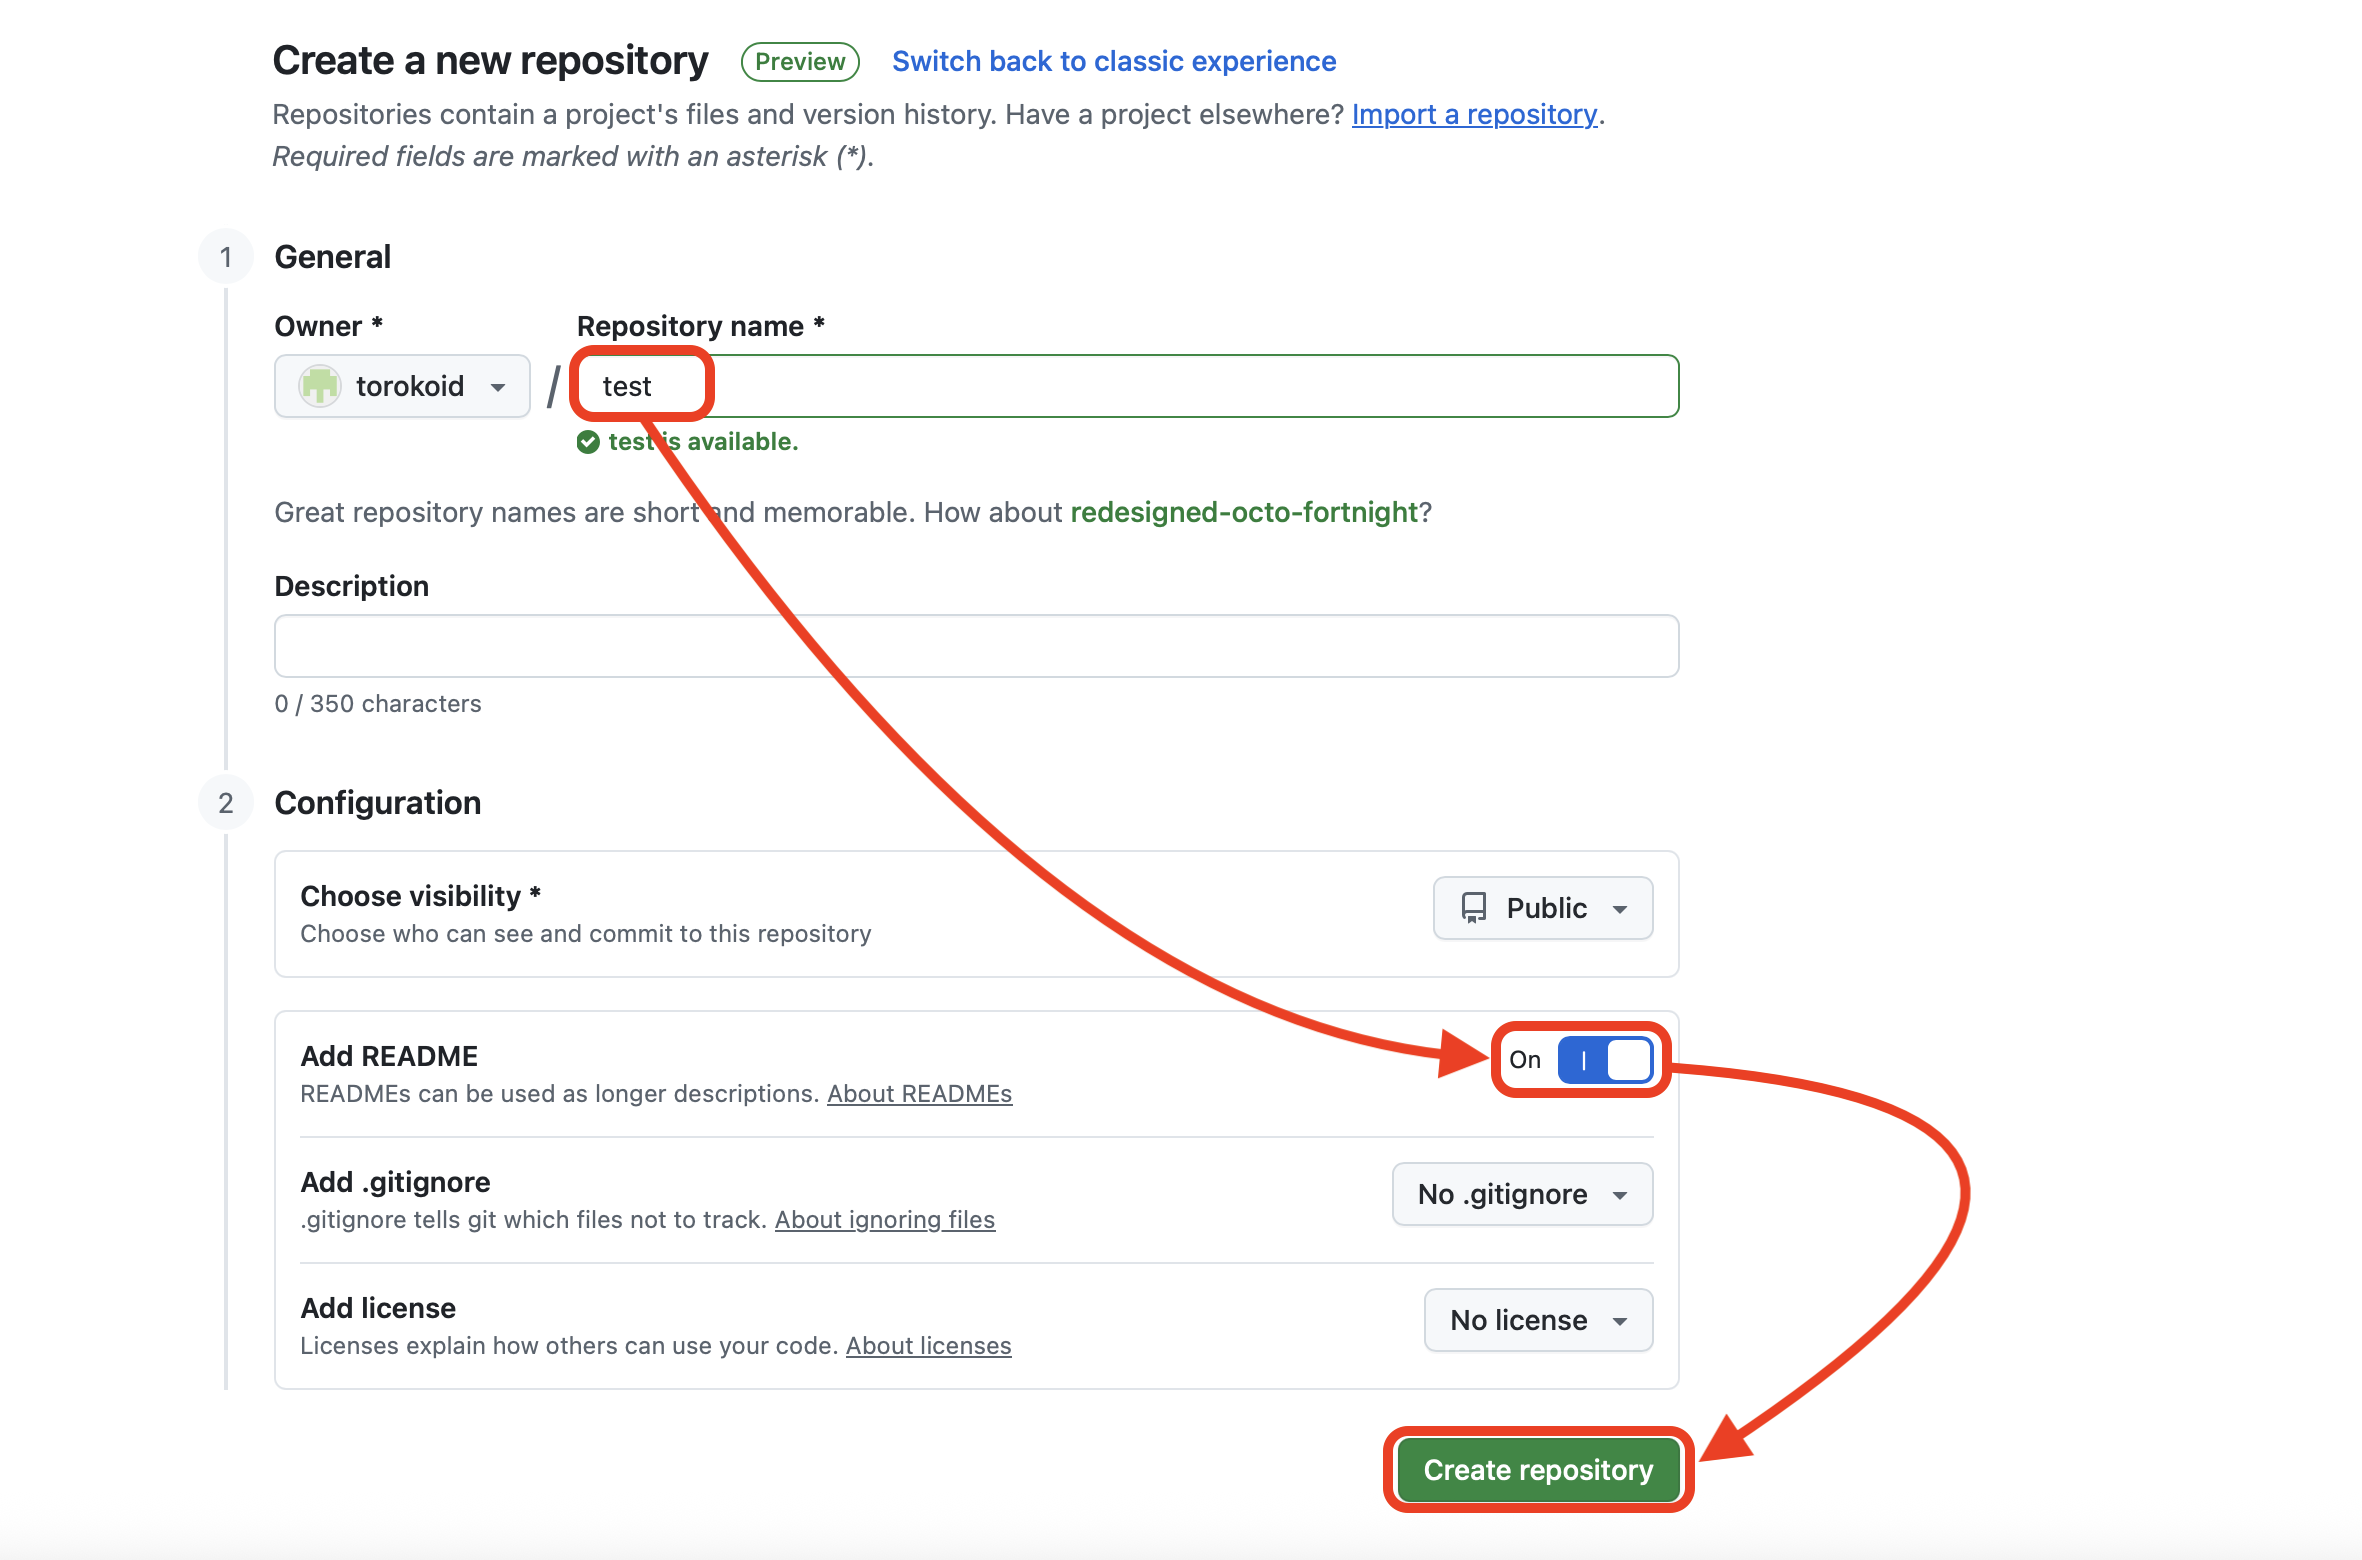 Create a new repository Preview Switch back to classic experience
Repositories contain a project's files and version history. Have a project elsewhere? Import a repository.
Required fields are marked with an asterisk (*).
1 General
Owner * Repository name *
torokoid / test
test is available.
Great repository names are short and memorable. How about redesigned-octo-fortnight?
Description
0 / 350 characters
2 Configuration
Choose visibility *
Choose who can see and commit to this repository
Public
Add README
READMEs can be used as longer descriptions. About READMEs
On
Add .gitignore
.gitignore tells git which files not to track. About ignoring files
No .gitignore
Add license
Licenses explain how others can use your code. About licenses
No license
Create repository